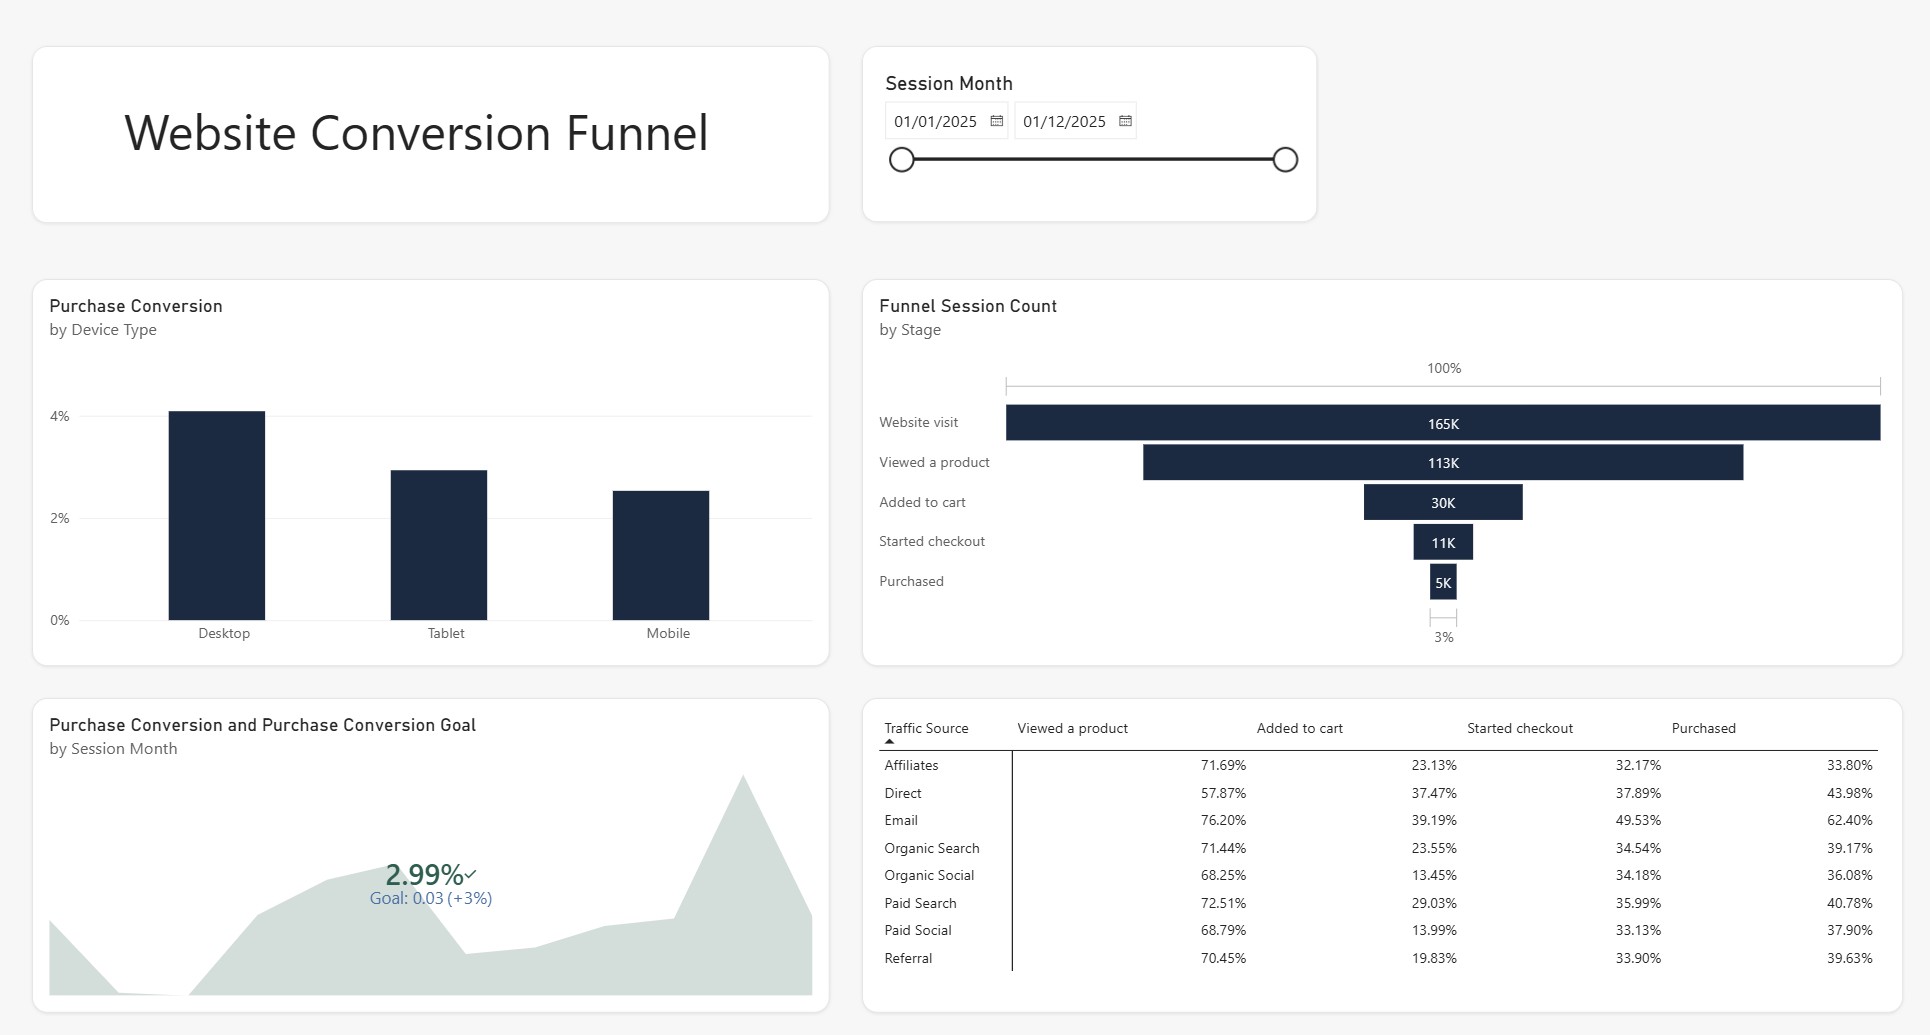 Website Conversion Funnel
Session Month
01/01/2025 01/12/2025
Purchase Conversion
by Device Type
4%
2%
0%
Desktop Tablet Mobile
Funnel Session Count
by Stage
100%
Website visit 165K
Viewed a product 113K
Added to cart 30K
Started checkout 11K
Purchased 5K
3%
Purchase Conversion and Purchase Conversion Goal
by Session Month
2.99%
Goal: 0.03 (+3%)
Traffic Source Viewed a product Added to cart Started checkout Purchased
Affiliates 71.69% 23.13% 32.17% 33.80%
Direct 57.87% 37.47% 37.89% 43.98%
Email 76.20% 39.19% 49.53% 62.40%
Organic Search 71.44% 23.55% 34.54% 39.17%
Organic Social 68.25% 13.45% 34.18% 36.08%
Paid Search 72.51% 29.03% 35.99% 40.78%
Paid Social 68.79% 13.99% 33.13% 37.90%
Referral 70.45% 19.83% 33.90% 39.63%